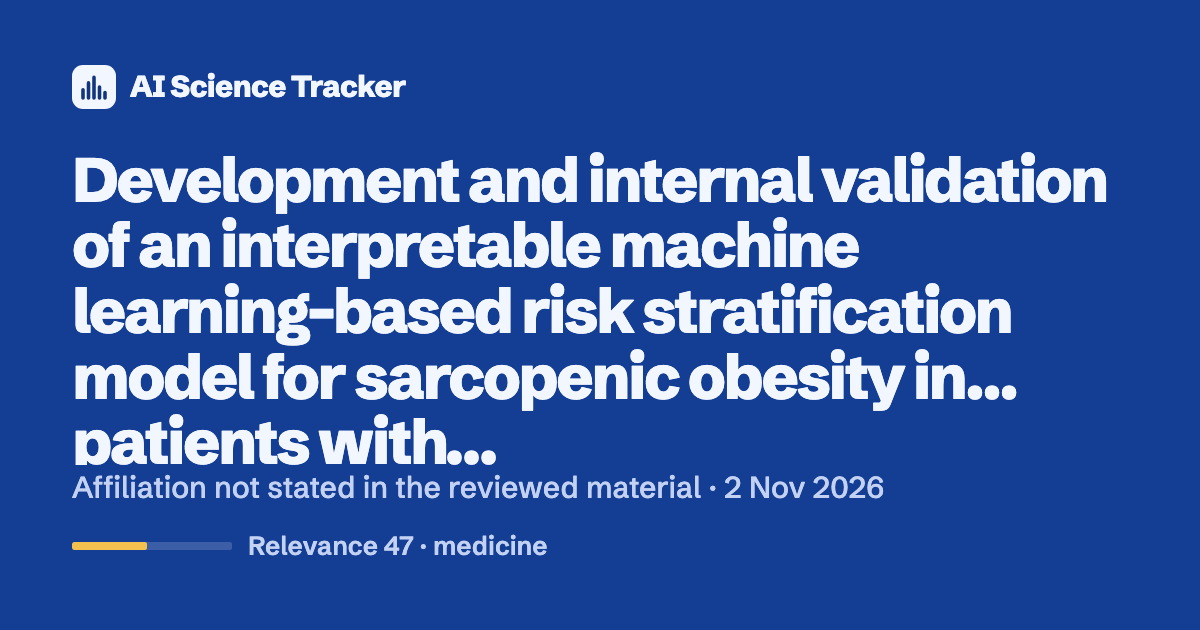 AI Science Tracker
Development and internal validation
of an interpretable machine
learning-based risk stratification
model for sarcopenic obesity in...
patients with...
Affiliation not stated in the reviewed material · 2 Nov 2026
Relevance 47 · medicine